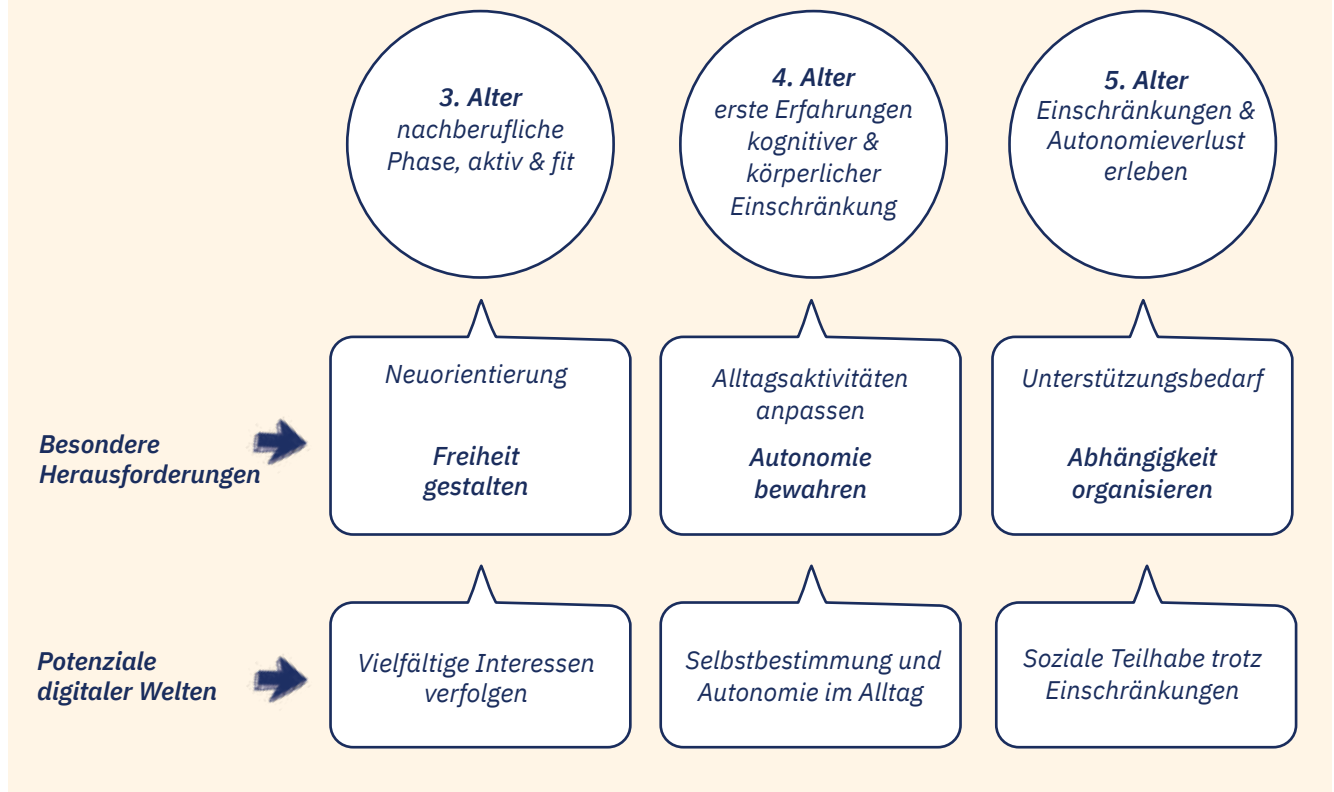 3. Alter
nachberufliche
Phase, aktiv & fit
4. Alter
erste Erfahrungen
kognitiver &
körperlicher
Einschränkung
5. Alter
Einschränkungen &
Autonomieverlust
erleben
Besondere
Herausforderungen
Neuorientierung
Freiheit
gestalten
Alltagsaktivitäten
anpassen
Autonomie
bewahren
Unterstützungsbedarf
Abhängigkeit
organisieren
Potenziale
digitaler Welten
Vielfältige Interessen
verfolgen
Selbstbestimmung und
Autonomie im Alltag
Soziale Teilhabe trotz
Einschränkungen